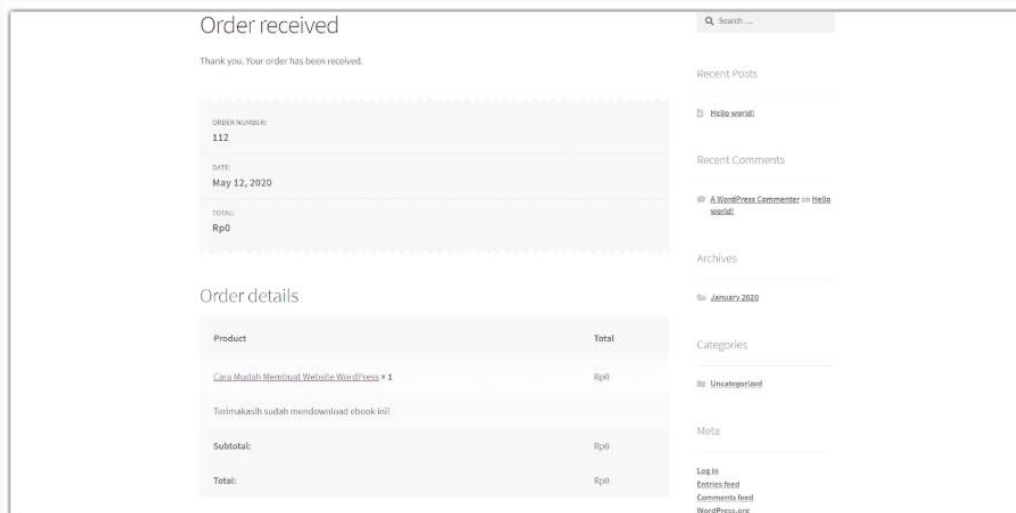 Order received
Thank you. Your order has been received.
ORDER NUMBER:
112
DATE:
May 12, 2020
TOTAL:
Rp0
Order details
Product Total
Cara Mudah Membuat Website WordPress × 1 Rp0
Terimakasih sudah mendownload ebook ini!
Subtotal: Rp0
Total: Rp0
Search ...
Recent Posts
Hello world!
Recent Comments
A WordPress Commenter on Hello
world!
Archives
January 2020
Categories
Uncategorized
Meta
Log in
Entries feed
Comments feed
WordPress.org